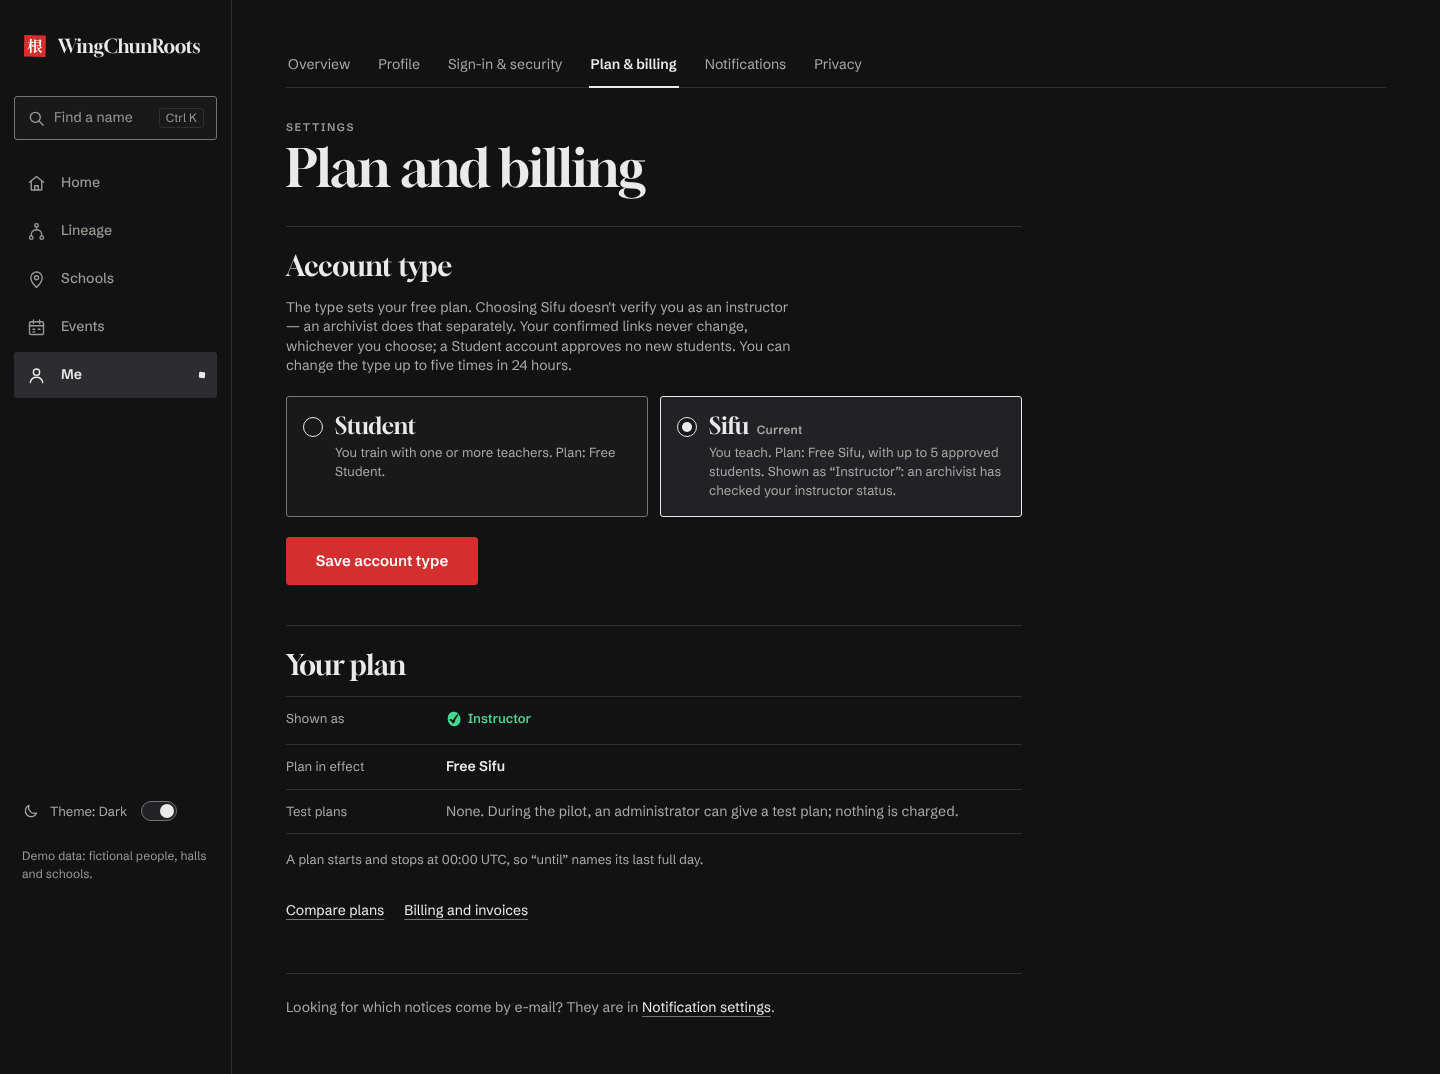 根 WingChunRoots
Find a name Ctrl K
Home
Lineage
Schools
Events
Me
Theme: Dark
Demo data: fictional people, halls
and schools.
Overview Profile Sign-in & security Plan & billing Notifications Privacy
SETTINGS
Plan and billing
Account type
The type sets your free plan. Choosing Sifu doesn't verify you as an instructor
— an archivist does that separately. Your confirmed links never change,
whichever you choose; a Student account approves no new students. You can
change the type up to five times in 24 hours.
Student
You train with one or more teachers. Plan: Free
Student.
Sifu Current
You teach. Plan: Free Sifu, with up to 5 approved
students. Shown as “Instructor”: an archivist has
checked your instructor status.
Save account type
Your plan
Shown as Instructor
Plan in effect Free Sifu
Test plans None. During the pilot, an administrator can give a test plan; nothing is charged.
A plan starts and stops at 00:00 UTC, so “until” names its last full day.
Compare plans Billing and invoices
Looking for which notices come by e-mail? They are in Notification settings.